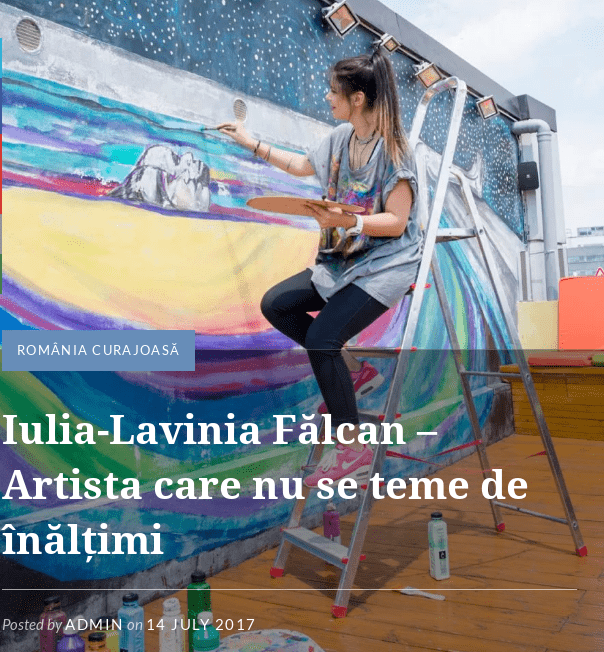 ROMÂNIA CURAJOASĂ
Iulia-Lavinia Fălcan –
Artista care nu se teme de
înălțimi
Posted by ADMIN on 14 JULY 2017